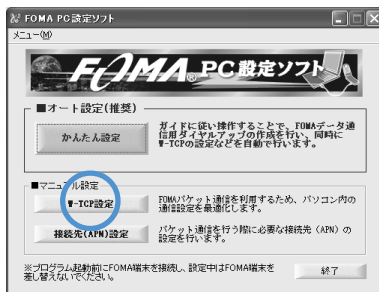 FOMA PC設定ソフト
メニュー(M)
FOMA® PC設定ソフト
■オート設定(推奨)
かんたん設定
ガイドに従い操作することで、FOMAデータ通
信用ダイヤルアップの作成を行い、同時に
W-TCPの設定などを自動で行います。
■マニュアル設定
W-TCP設定
FOMAパケット通信を利用するため、パソコン内の
通信設定を最適化します。
接続先(APN)設定
パケット通信を行う際に必要な接続先(APN)の
設定を行います。
※プログラム起動前にFOMA端末
を接続し、設定中はFOMA端末を
差し替えないでください。
終了